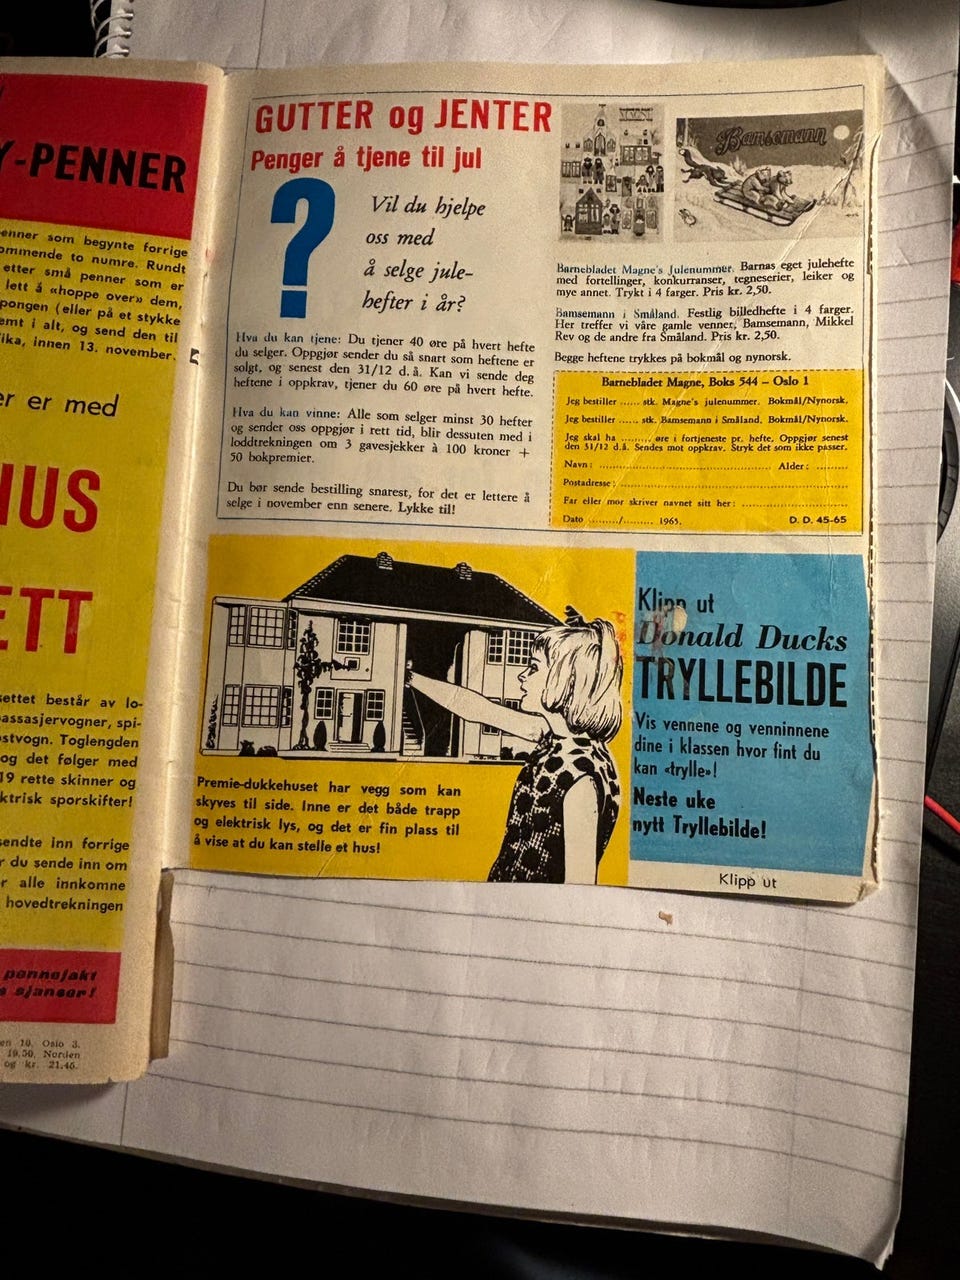 Y-PENNER
penner som begynte forrige
ommende to numre. Rundt
etter små penner som er
lett å «hoppe over» dem,
pongen (eller på et stykke
emt i alt, og send den til
ika, innen 13. november.
er er med
HUS
ETT
settet består av lo-
assasjervogner, spi-
stvogn. Toglengden
og det følger med
19 rette skinner og
ktrisk sporskifter!
sendte inn forrige
r du sende inn om
r alle innkomne
hovedtrekningen
pennejakt
sjanser!
en 10, Oslo 3.
19.50, Norden
og kr. 21.46.
GUTTER og JENTER
Penger å tjene til jul
?
Vil du hjelpe
oss med
å selge jule-
hefter i år?
Hva du kan tjene: Du tjener 40 øre på hvert hefte
du selger. Oppgjør sender du så snart som heftene er
solgt, og senest den 31/12 d. å. Kan vi sende deg
heftene i oppkrav, tjener du 60 øre på hvert hefte.
Hva du kan vinne: Alle som selger minst 30 hefter
og sender oss oppgjør i rett tid, blir dessuten med i
loddtrekningen om 3 gavesjekker à 100 kroner +
50 bokpremier.
Du bør sende bestilling snarest, for det er lettere å
selge i november enn senere. Lykke til!
Bamsemann
Barnebladet Magne's Julenummer. Barnas eget julehefte
med fortellinger, konkurranser, tegneserier, leiker og
mye annet. Trykt i 4 farger. Pris kr. 2,50.
Bamsemann i Småland. Festlig billedhefte i 4 farger.
Her treffer vi våre gamle venner, Bamsemann, Mikkel
Rev og de andre fra Småland. Pris kr. 2,50.
Begge heftene trykkes på bokmål og nynorsk.
Barnebladet Magne, Boks 544 – Oslo 1
Jeg bestiller ...... stk. Magne's julenummer. Bokmål/Nynorsk.
Jeg bestiller ...... stk. Bamsemann i Småland. Bokmål/Nynorsk.
Jeg skal ha ......... øre i fortjeneste pr. hefte. Oppgjør senest
den 31/12 d.å. Sendes mot oppkrav. Stryk det som ikke passer.
Navn: .................................................. Alder: ........
Postadresse: ..................................................
Far eller mor skriver navnet sitt her: ..........................
Dato ........./......... 1965. D. D. 45-65
Premie-dukkehuset har vegg som kan
skyves til side. Inne er det både trapp
og elektrisk lys, og det er fin plass til
å vise at du kan stelle et hus!
Klipp ut
Donald Ducks
TRYLLEBILDE
Vis vennene og venninnene
dine i klassen hvor fint du
kan «trylle»!
Neste uke
nytt Tryllebilde!
Klipp ut